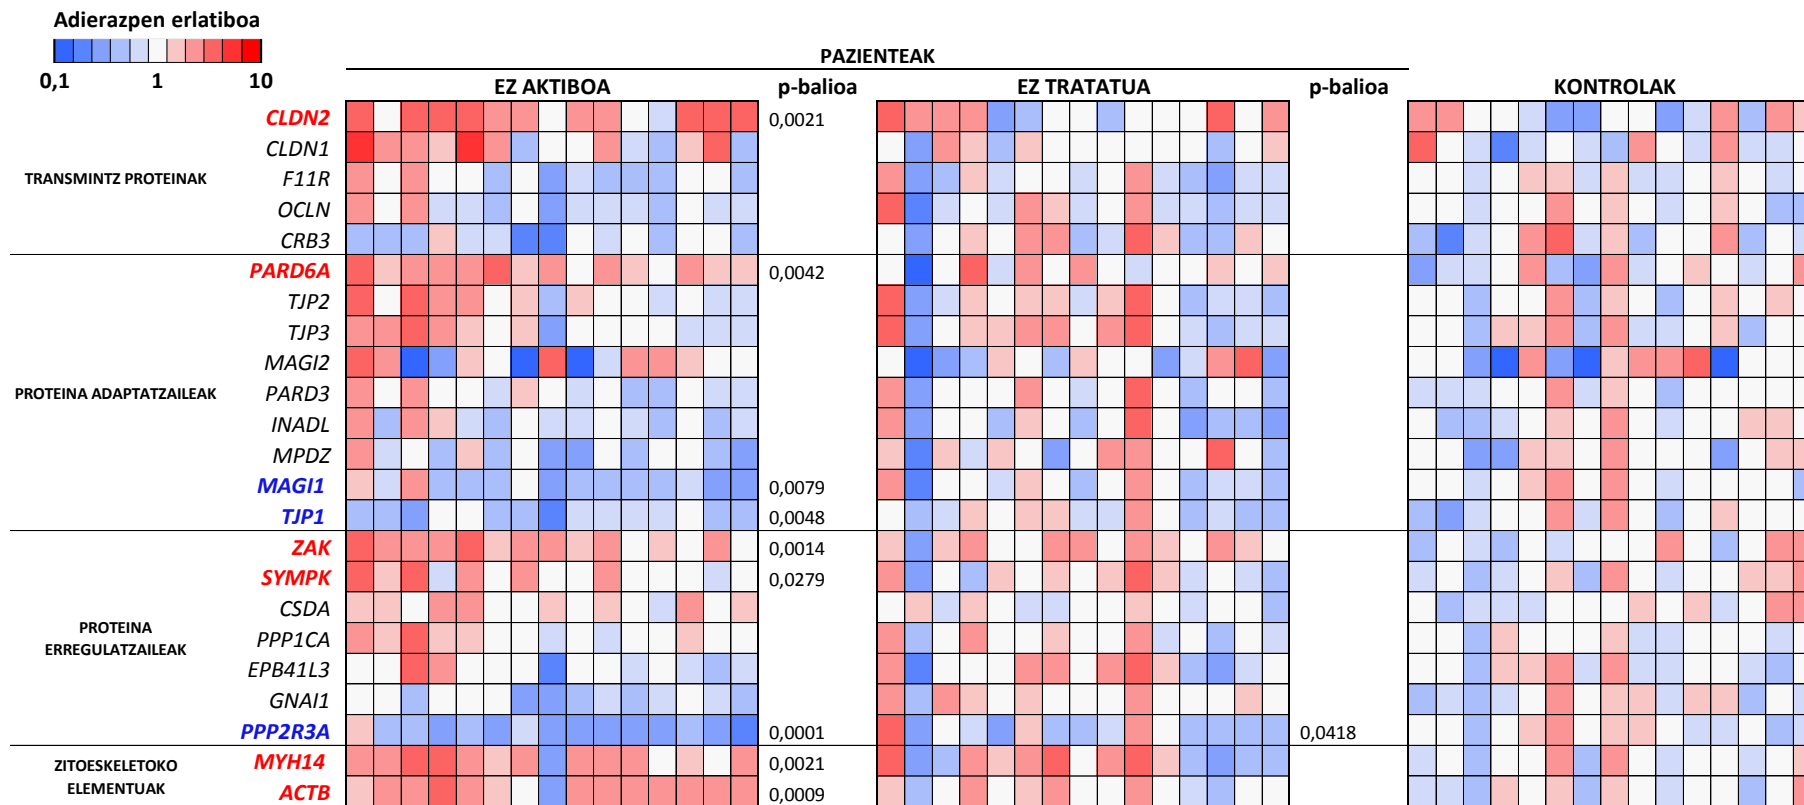 Adierazpen erlatiboa
0,1 1 10
PAZIENTEAK
EZ AKTIBOA p-balioa EZ TRATATUA p-balioa KONTROLAK
CLDN2 0,0021
CLDN1
TRANSMINTZ PROTEINAK F11R
OCLN
CRB3
PARD6A 0,0042
TJP2
TJP3
MAGI2
PROTEINA ADAPTATZAILEAK PARD3
INADL
MPDZ
MAGI1 0,0079
TJP1 0,0048
ZAK 0,0014
SYMPK 0,0279
CSDA
PROTEINA
ERREGULATZAILEAK
PPP1CA
EPB41L3
GNAI1
PPP2R3A 0,0001 0,0418
ZITOESKELETOKO
ELEMENTUAK
MYH14 0,0021
ACTB 0,0009